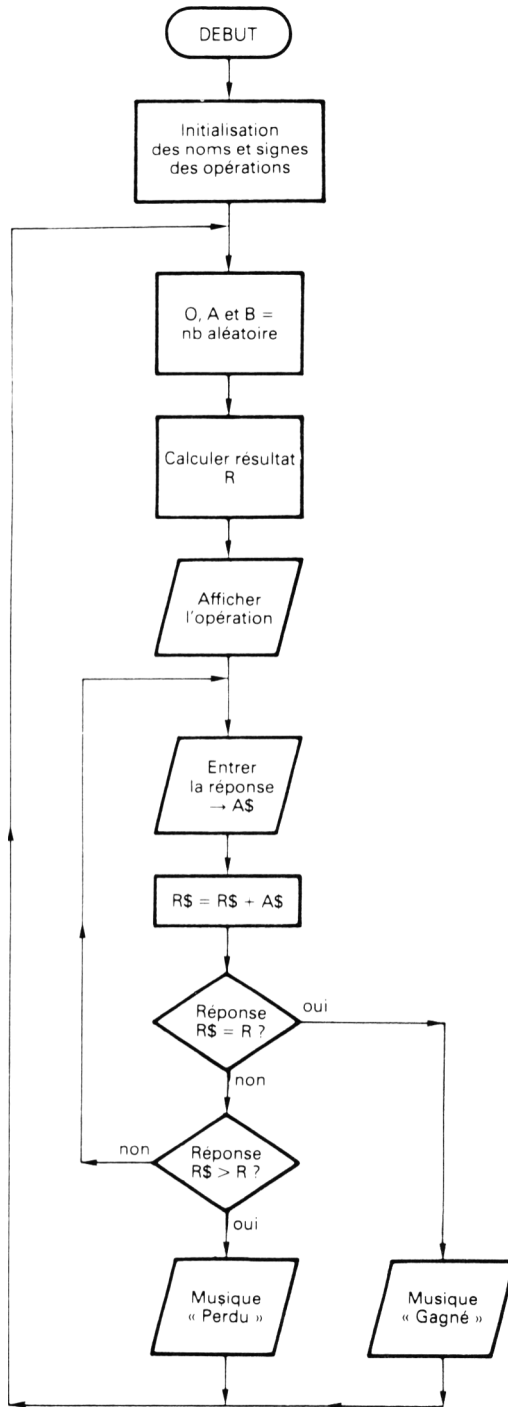 DEBUT
Initialisation
des noms et signes
des opérations
O, A et B =
nb aléatoire
Calculer résultat
R
Afficher
l'opération
Entrer
la réponse
→ A$
R$ = R$ + A$
Réponse
R$ = R ?
oui
non
Réponse
R$ > R ?
non
oui
Musique
« Perdu »
Musique
« Gagné »